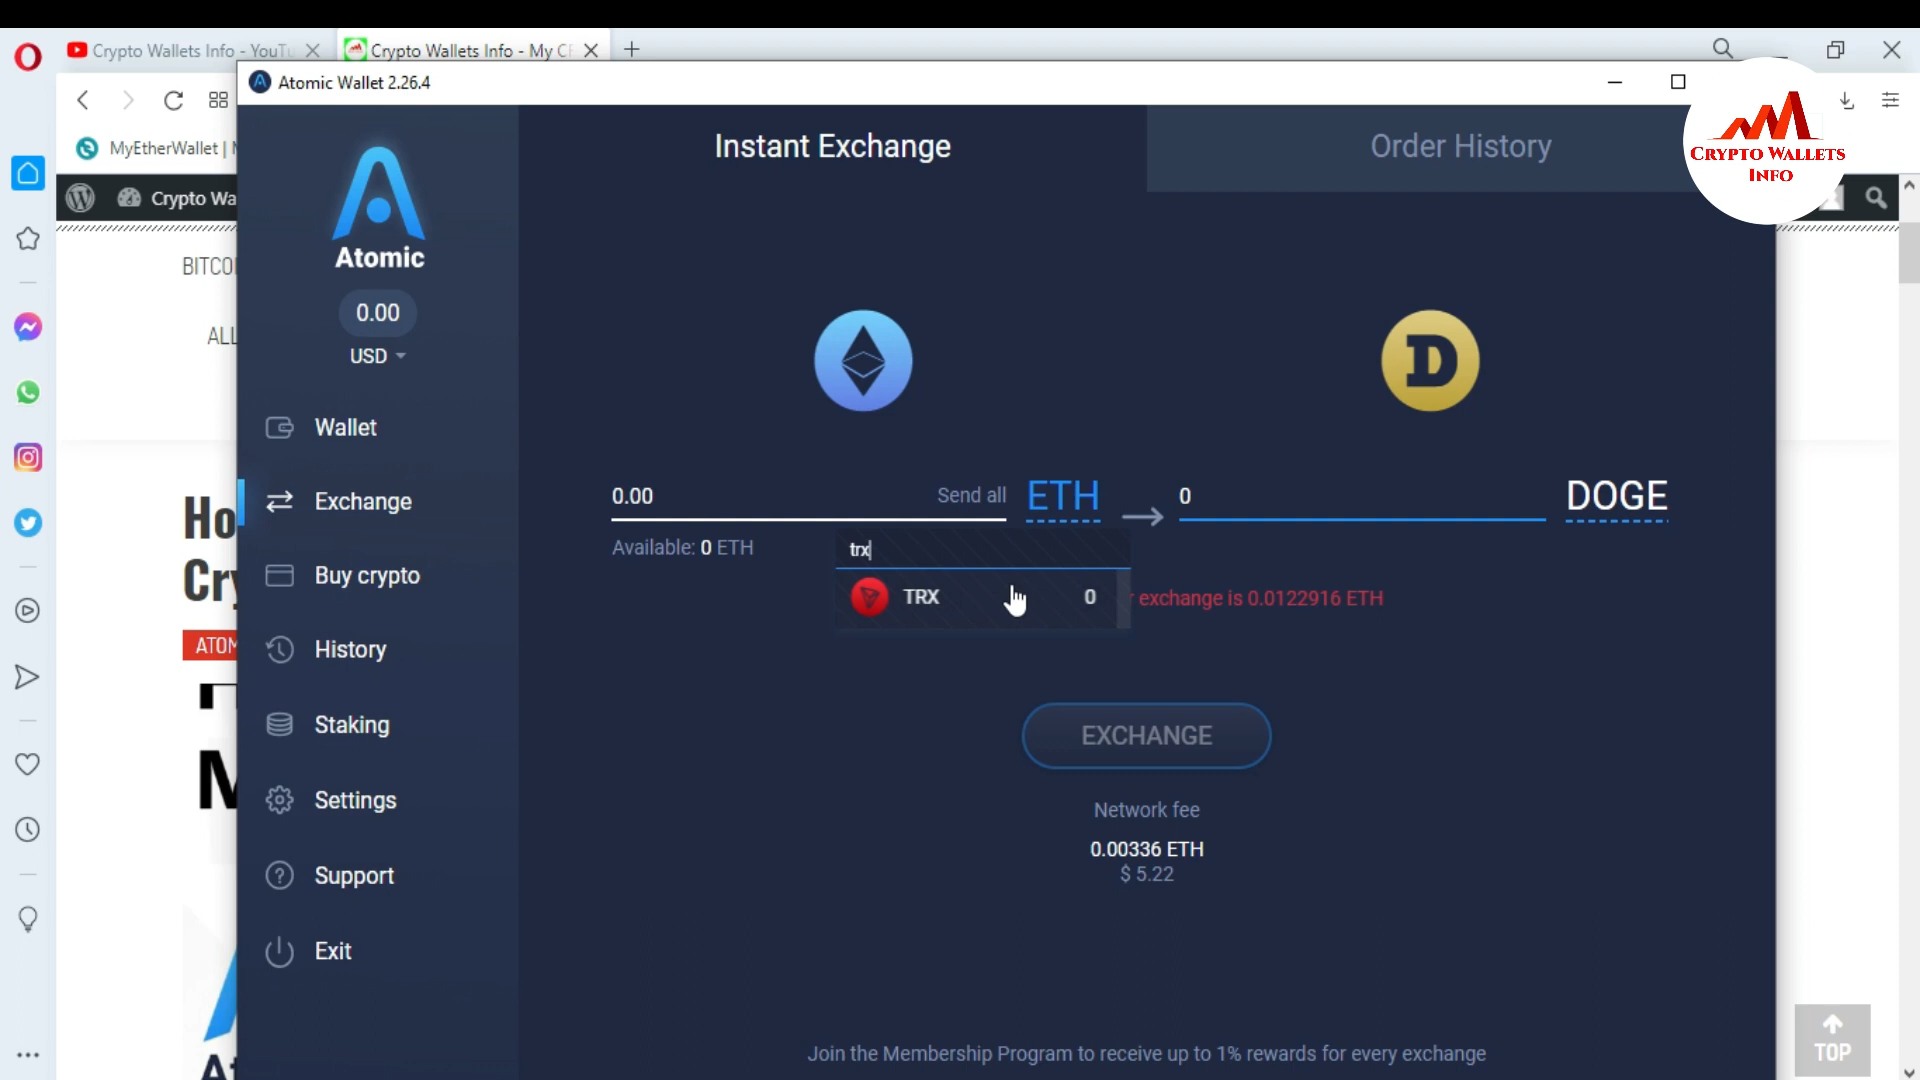 Crypto Wallets Info - YouTu
Crypto Wallets Info - My Cr
Atomic Wallet 2.26.4
MyEtherWallet |
Crypto Wa
CRYPTO WALLETS
INFO
Instant Exchange
Order History
Atomic
0.00
USD
Wallet
Exchange
Buy crypto
History
Staking
Settings
Support
Exit
BITCOI
ALL
Ho
Cry
ATOM
M
At
0.00
Send all
ETH
0
DOGE
Available: 0 ETH
trx
TRX
0
exchange is 0.0122916 ETH
EXCHANGE
Network fee
0.00336 ETH
$ 5.22
Join the Membership Program to receive up to 1% rewards for every exchange
TOP